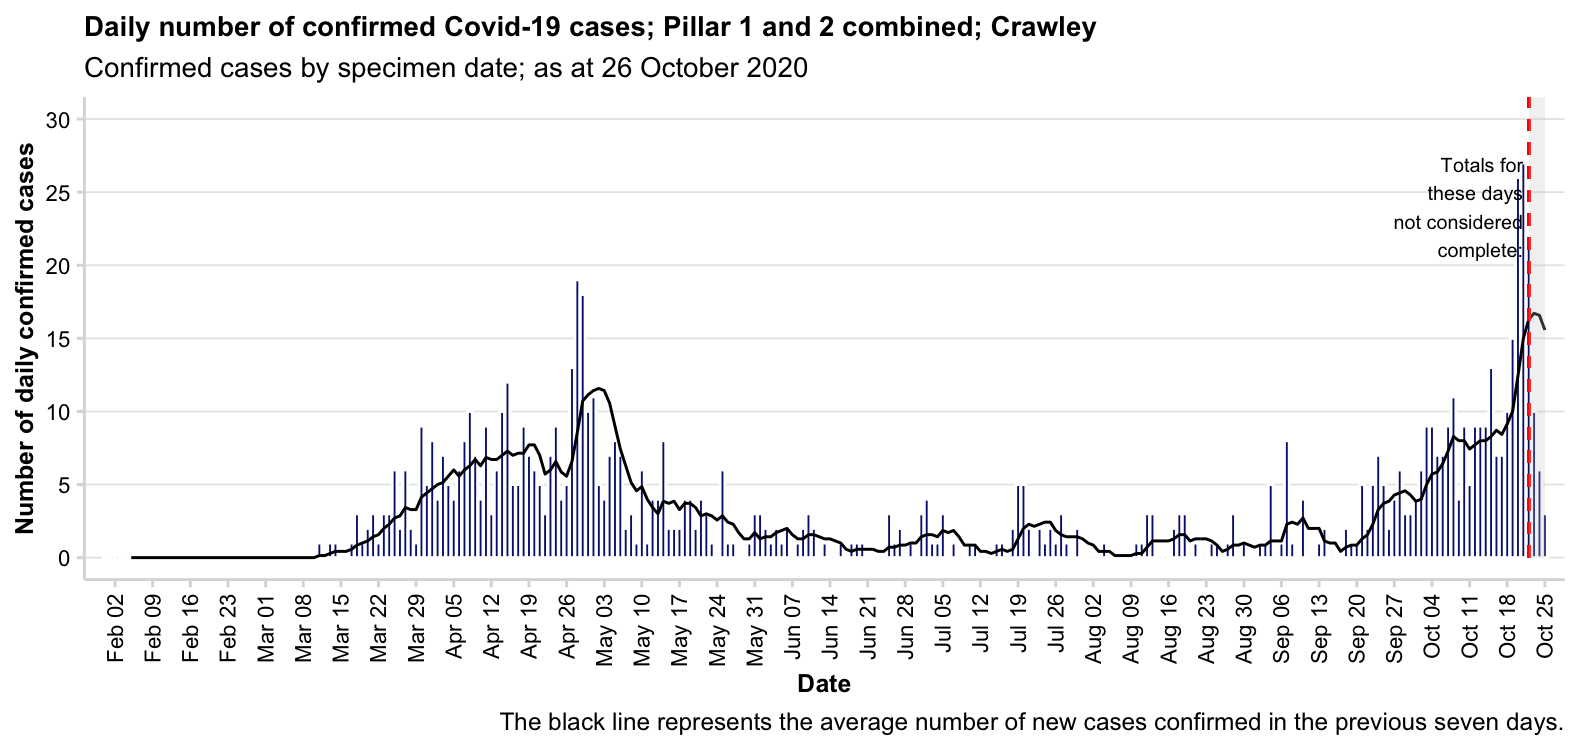 Daily number of confirmed Covid-19 cases; Pillar 1 and 2 combined; Crawley
Confirmed cases by specimen date; as at 26 October 2020
Number of daily confirmed cases
30
25
20
15
10
5
0
Totals for
these days
not considered
complete:
Feb 02
Feb 09
Feb 16
Feb 23
Mar 01
Mar 08
Mar 15
Mar 22
Mar 29
Apr 05
Apr 12
Apr 19
Apr 26
May 03
May 10
May 17
May 24
May 31
Jun 07
Jun 14
Jun 21
Jun 28
Jul 05
Jul 12
Jul 19
Jul 26
Aug 02
Aug 09
Aug 16
Aug 23
Aug 30
Sep 06
Sep 13
Sep 20
Sep 27
Oct 04
Oct 11
Oct 18
Oct 25
Date
The black line represents the average number of new cases confirmed in the previous seven days.